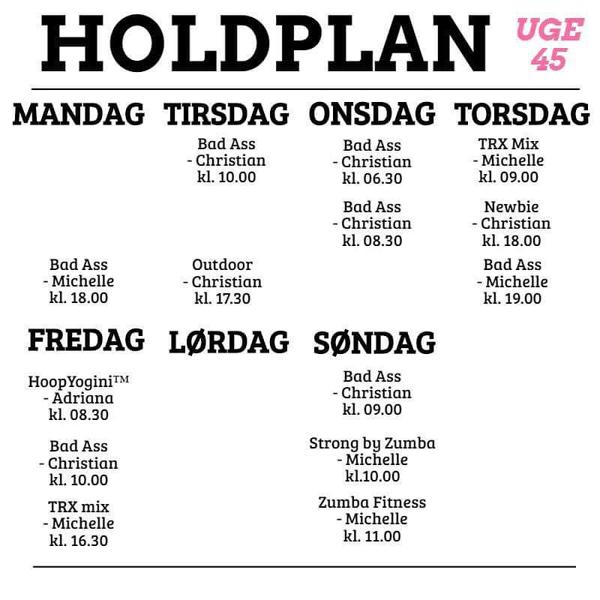 HOLDPLAN
UGE
45
MANDAG
Bad Ass
- Michelle
kl. 18.00
TIRSDAG
Bad Ass
- Christian
kl. 10.00
Outdoor
- Christian
kl. 17.30
ONSDAG
Bad Ass
- Christian
kl. 06.30
Bad Ass
- Christian
kl. 08.30
TORSDAG
TRX Mix
- Michelle
kl. 09.00
Newbie
- Christian
kl. 18.00
Bad Ass
- Michelle
kl. 19.00
FREDAG
HoopYogini™
- Adriana
kl. 08.30
Bad Ass
- Christian
kl. 10.00
TRX mix
- Michelle
kl. 16.30
LØRDAG
SØNDAG
Bad Ass
- Christian
kl. 09.00
Strong by Zumba
- Michelle
kl.10.00
Zumba Fitness
- Michelle
kl. 11.00